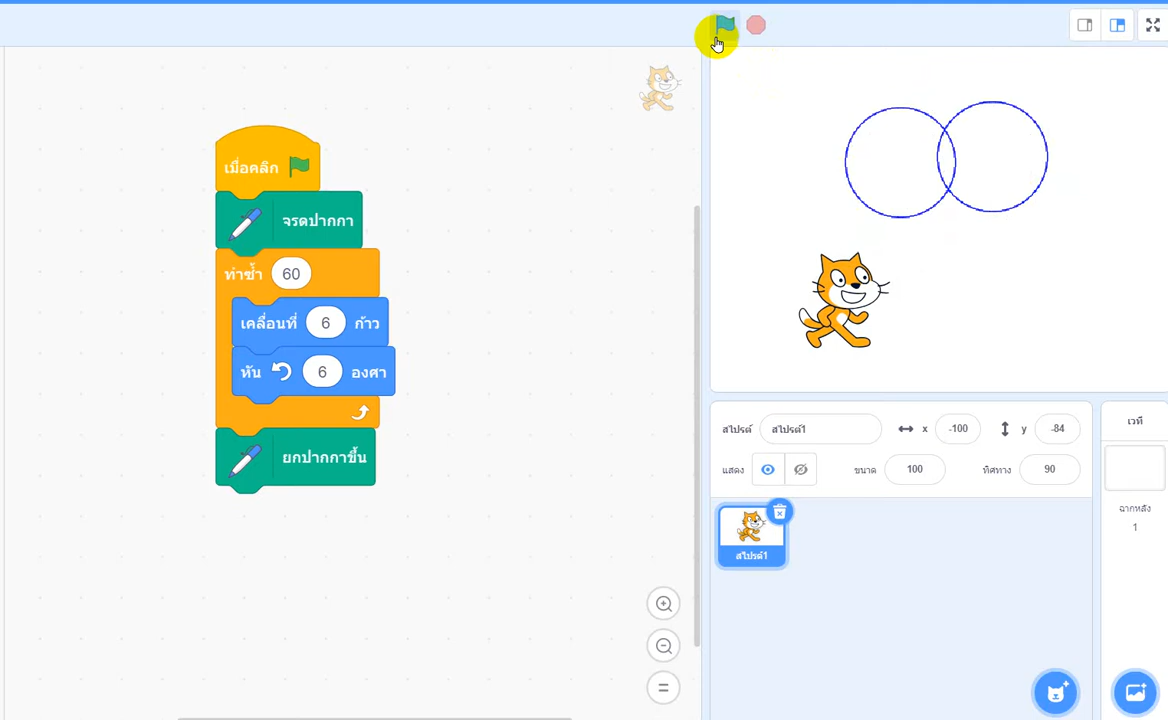 เมื่อคลิก
จรดปากกา
ทำซ้ำ 60
เคลื่อนที่ 6 ก้าว
หัน 6 องศา
ยกปากกาขึ้น
สไปรต์ สไปรต์1 x -100 y -84
แสดง ขนาด 100 ทิศทาง 90
สไปรต์1
เวที
ฉากหลัง
1